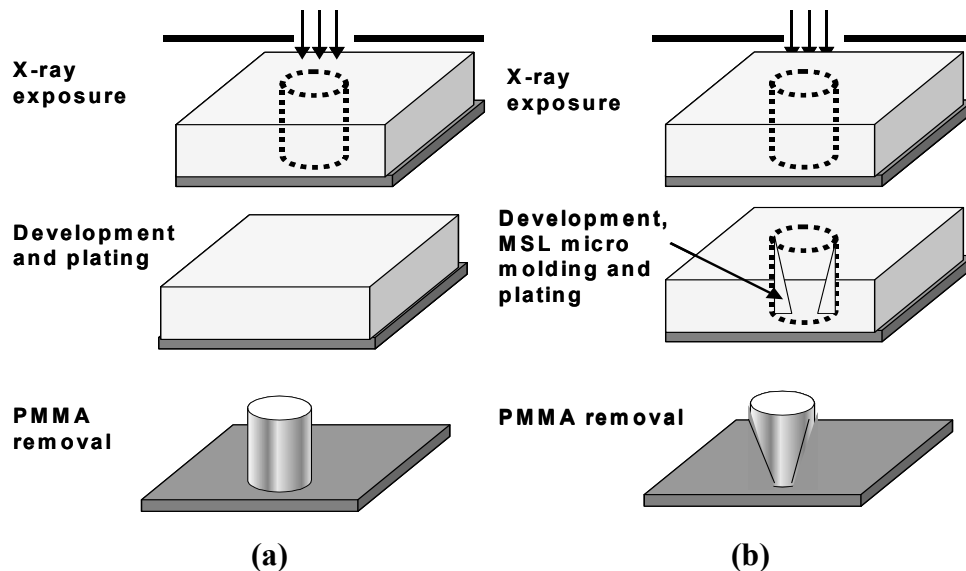 X-ray
exposure
Development
and plating
PMMA
removal
(a)
X-ray
exposure
Development,
MSL micro
molding and
plating
PMMA removal
(b)